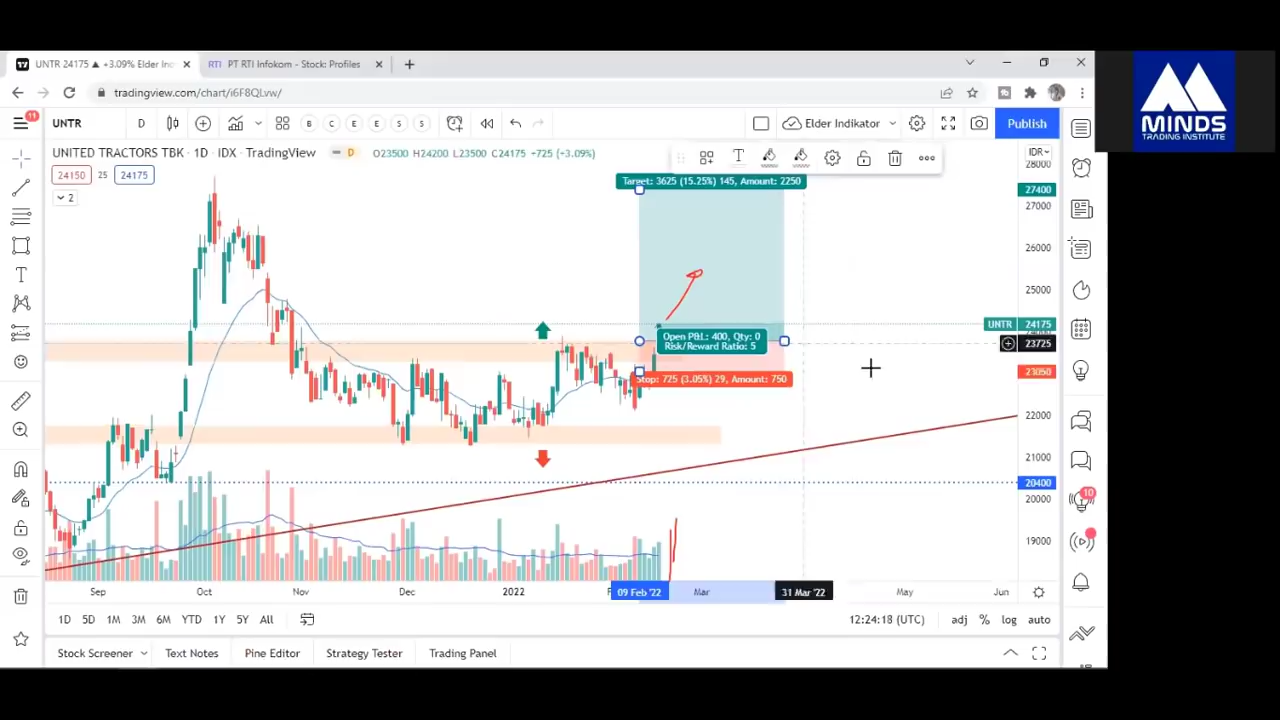 UNTR 24175 ▲ +3.09% Elder In
PT RTI Infokom - Stock: Profiles
tradingview.com/chart/i6F8QLvw/
11
UNTR
D
B
C
E
E
S
S
Elder Indikator
Publish
MINDS
TRADING INSTITUTE
UNITED TRACTORS TBK · 1D · IDX · TradingView
D
O23500 H24200 L23500 C24175 +725 (+3.09%)
IDR
24150
25
24175
2
Target: 3625 (15.25%) 145, Amount: 2250
28000
27400
27000
26000
25000
UNTR 24175
Open P&L: 400, Qty: 0
Risk/Reward Ratio: 5
23725
Stop: 725 (3.05%) 29, Amount: 750
23050
22000
21000
20400
20000
19000
10
Sep
Oct
Nov
Dec
2022
09 Feb '22
Mar
31 Mar '22
May
Jun
1D
5D
1M
3M
6M
YTD
1Y
5Y
All
12:24:18 (UTC)
adj
%
log
auto
Stock Screener
Text Notes
Pine Editor
Strategy Tester
Trading Panel